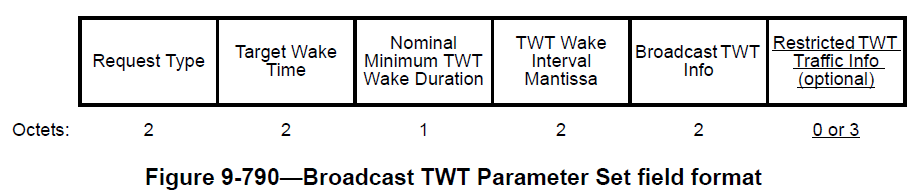 Request Type
Target Wake
Time
Nominal
Minimum TWT
Wake Duration
TWT Wake
Interval
Mantissa
Broadcast TWT
Info
Restricted TWT
Traffic Info
(optional)
Octets: 2 2 1 2 2 0 or 3
Figure 9-790—Broadcast TWT Parameter Set field format